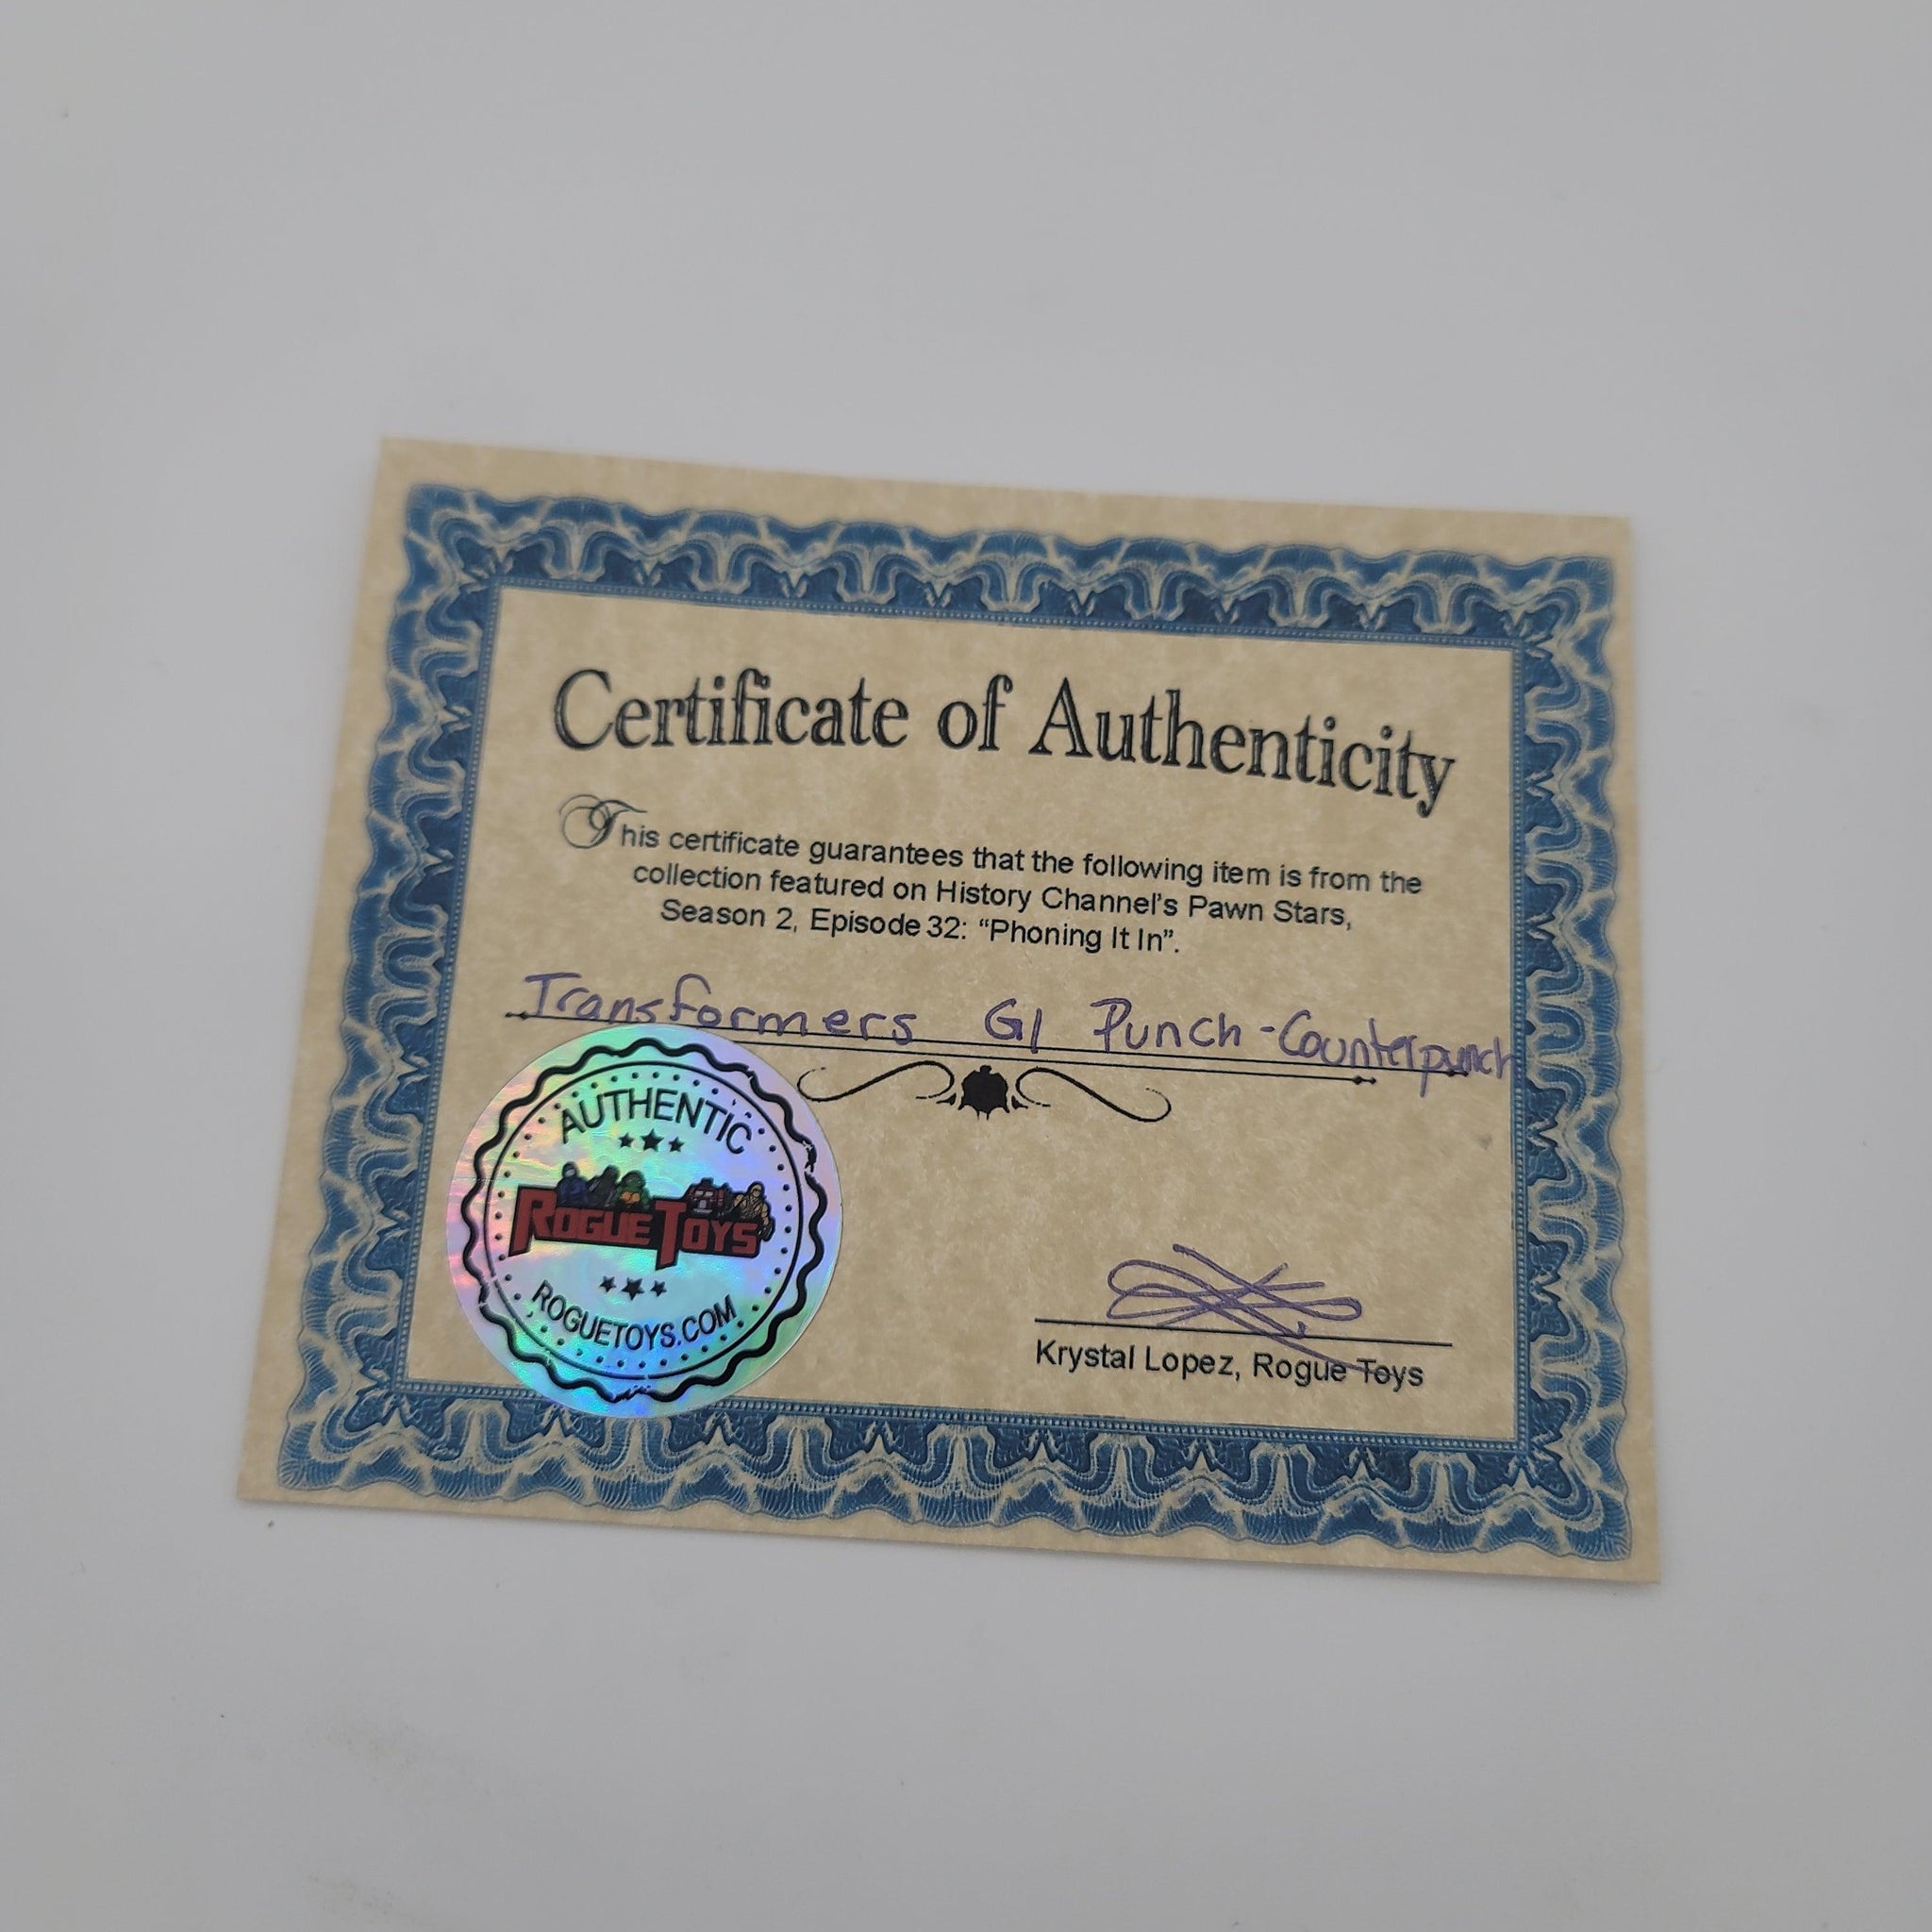 Certificate of Authenticity
This certificate guarantees that the following item is from the
collection featured on History Channel's Pawn Stars,
Season 2, Episode 32: “Phoning It In”.
Transformers G1 Punch-Counterpunch
AUTHENTIC
ROGUE TOYS
ROGUETOYS.COM
Krystal Lopez, Rogue Toys